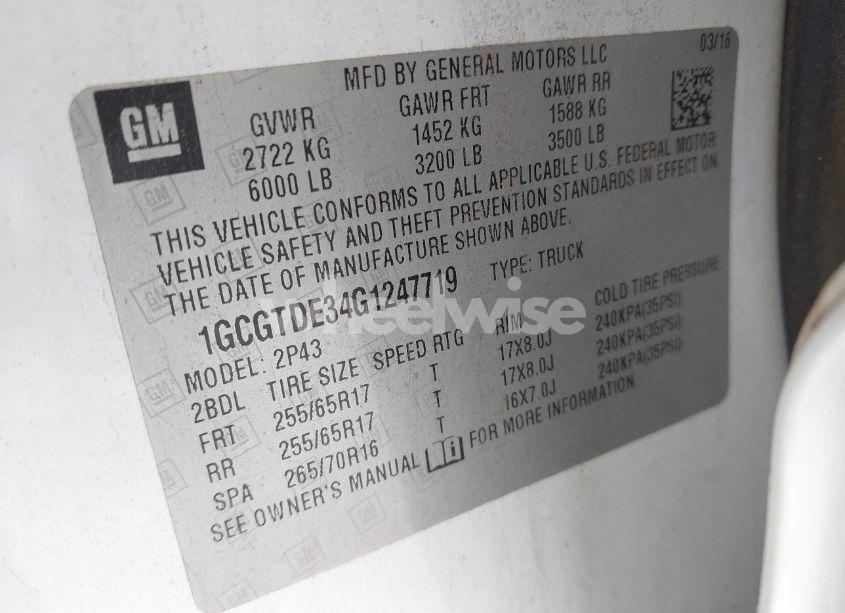 03/16
MFD BY GENERAL MOTORS LLC
GM
GVWR GAWR FRT GAWR RR
2722 KG 1452 KG 1588 KG
6000 LB 3200 LB 3500 LB
THIS VEHICLE CONFORMS TO ALL APPLICABLE U.S. FEDERAL MOTOR
VEHICLE SAFETY AND THEFT PREVENTION STANDARDS IN EFFECT ON
THE DATE OF MANUFACTURE SHOWN ABOVE.
1GCGTDE34G1247719 TYPE: TRUCK
MODEL: 2P43
2BDL TIRE SIZE SPEED RTG RIM COLD TIRE PRESSURE
FRT 255/65R17 T 17X8.0J 240KPA(35PSI)
RR 255/65R17 T 17X8.0J 240KPA(35PSI)
SPA 265/70R16 T 16X7.0J 240KPA(35PSI)
SEE OWNER'S MANUAL FOR MORE INFORMATION
wheelwise